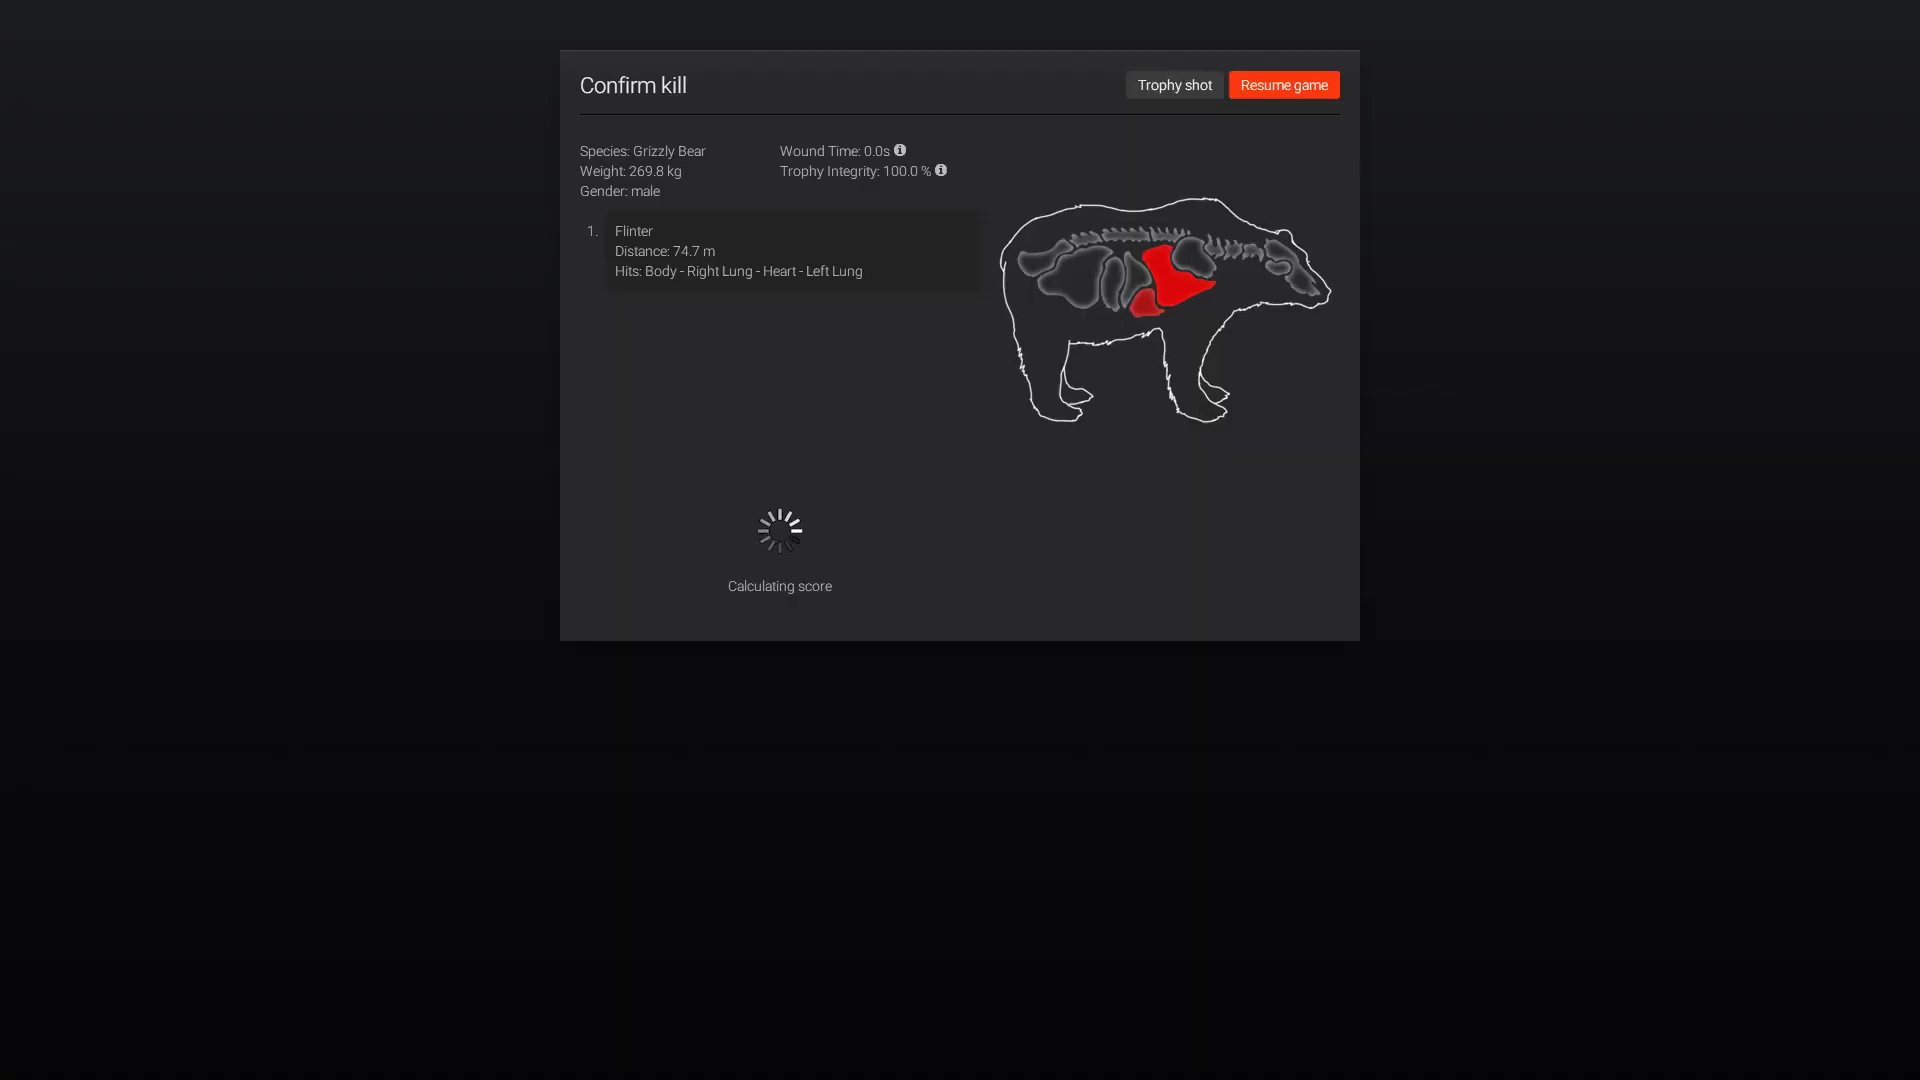 Confirm kill
Trophy shot
Resume game
Species: Grizzly Bear
Weight: 269.8 kg
Gender: male
Wound Time: 0.0s
Trophy Integrity: 100.0 %
1.
Flinter
Distance: 74.7 m
Hits: Body - Right Lung - Heart - Left Lung
Calculating score